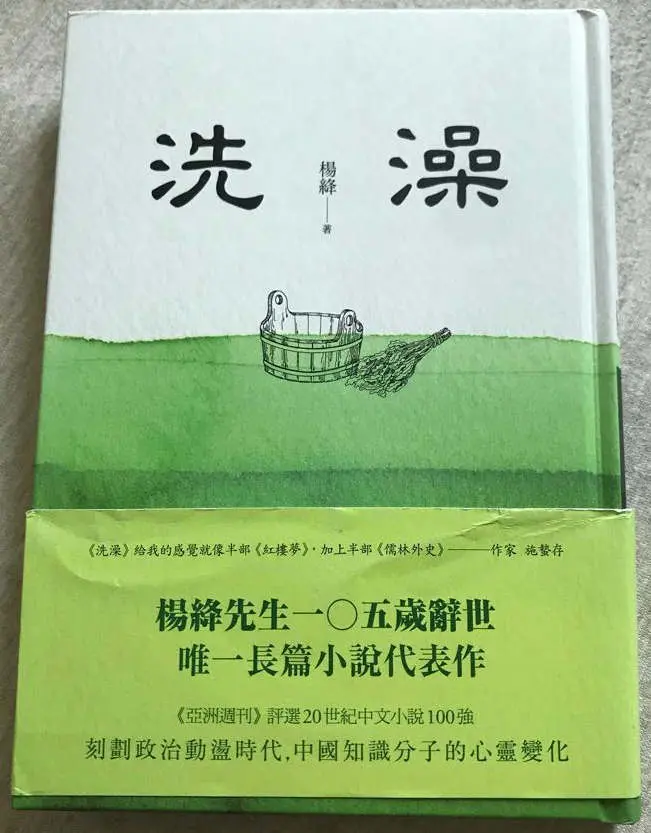 洗澡
楊絳——著
《洗澡》給我的感覺就像半部《紅樓夢》，加上半部《儒林外史》———作家 施蟄存
楊絳先生一〇五歲辭世
唯一長篇小說代表作
《亞洲週刊》評選20世紀中文小說100強
刻劃政治動盪時代，中國知識分子的心靈變化